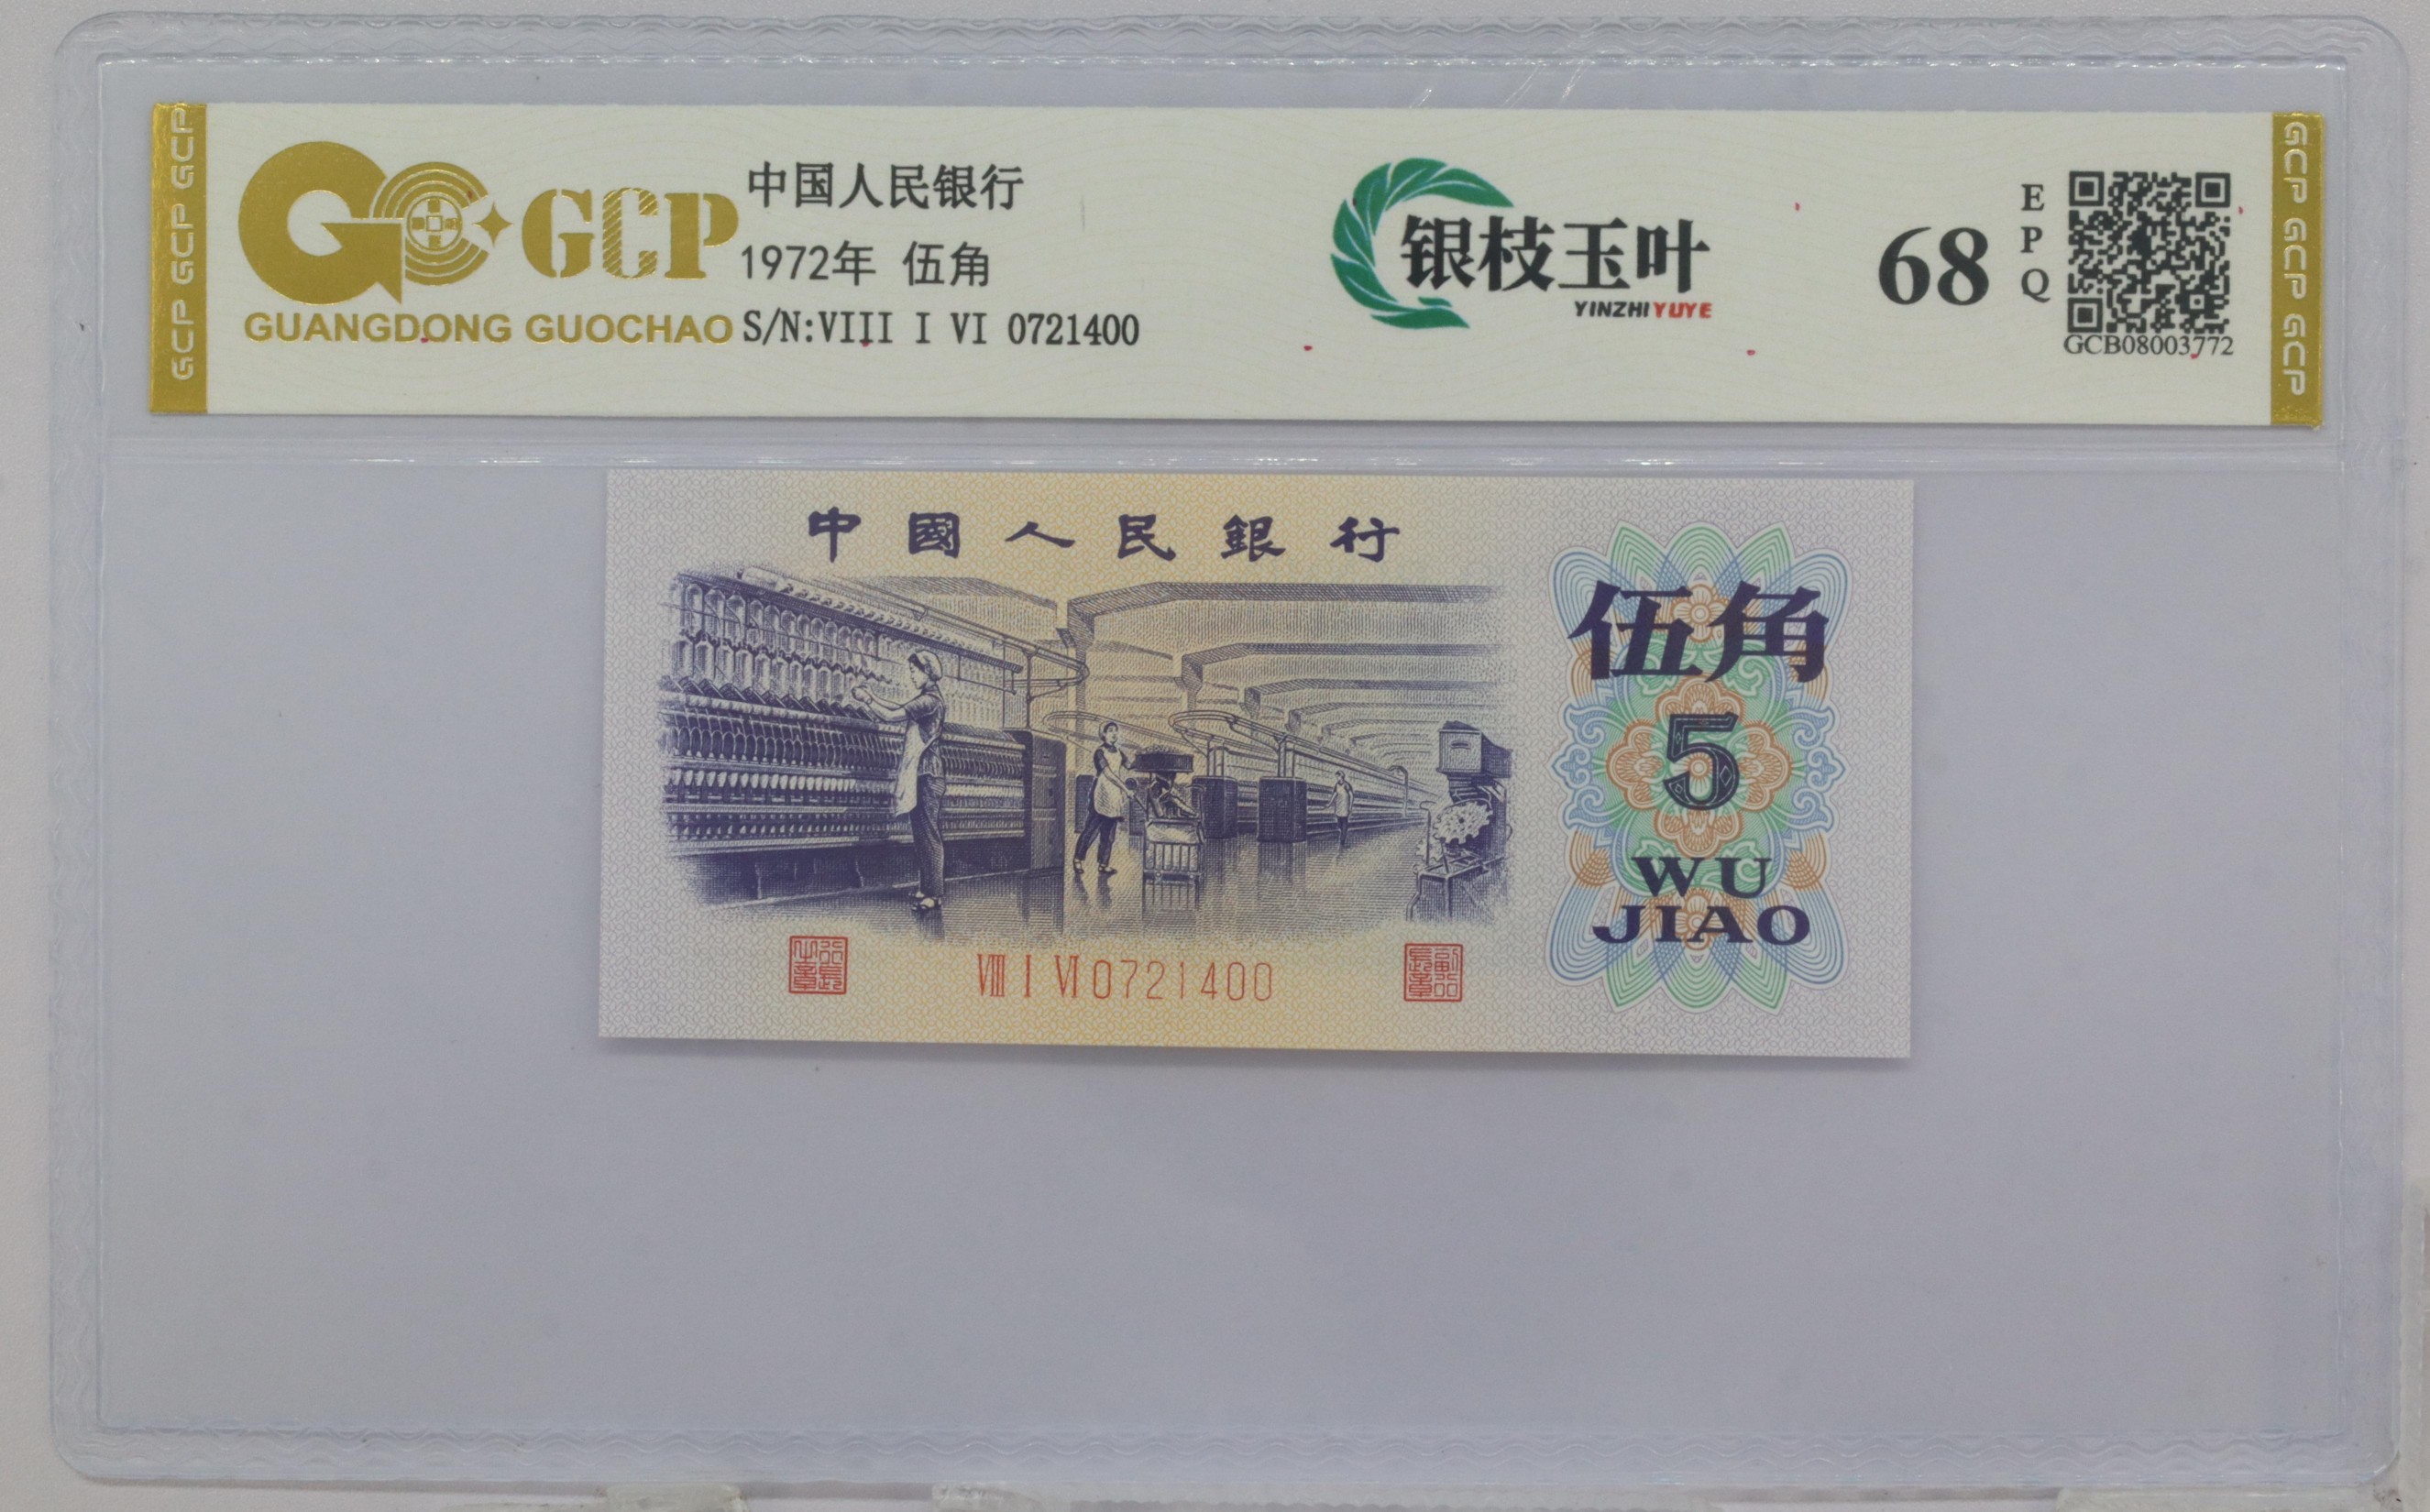 GCP GCP GCP
GCP
GUANGDONG GUOCHAO
中国人民银行
1972年 伍角
S/N:VIII I VI 0721400
银枝玉叶
YINZHIYUYE
68
EPQ
GCB08003772
GCP GCP GCP
中國人民銀行
伍角
5
WU
JIAO
VIII I VI 0721400